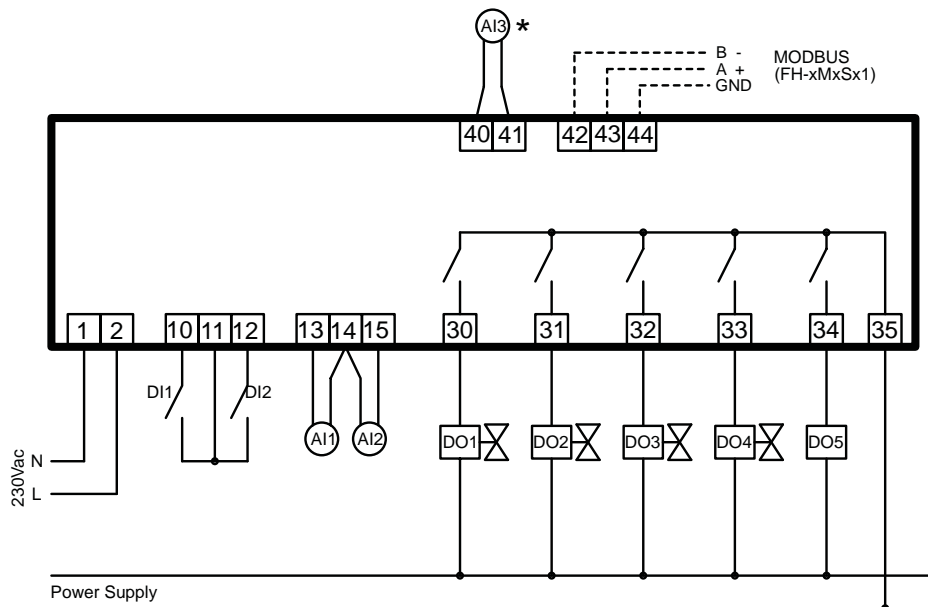 AI3 *
B -
A +
GND
MODBUS
(FH-xMxSx1)
40 41 42 43 44
1 2 10 11 12 13 14 15 30 31 32 33 34 35
DI1 DI2
AI1 AI2
DO1 DO2 DO3 DO4 DO5
230Vac
N
L
Power Supply